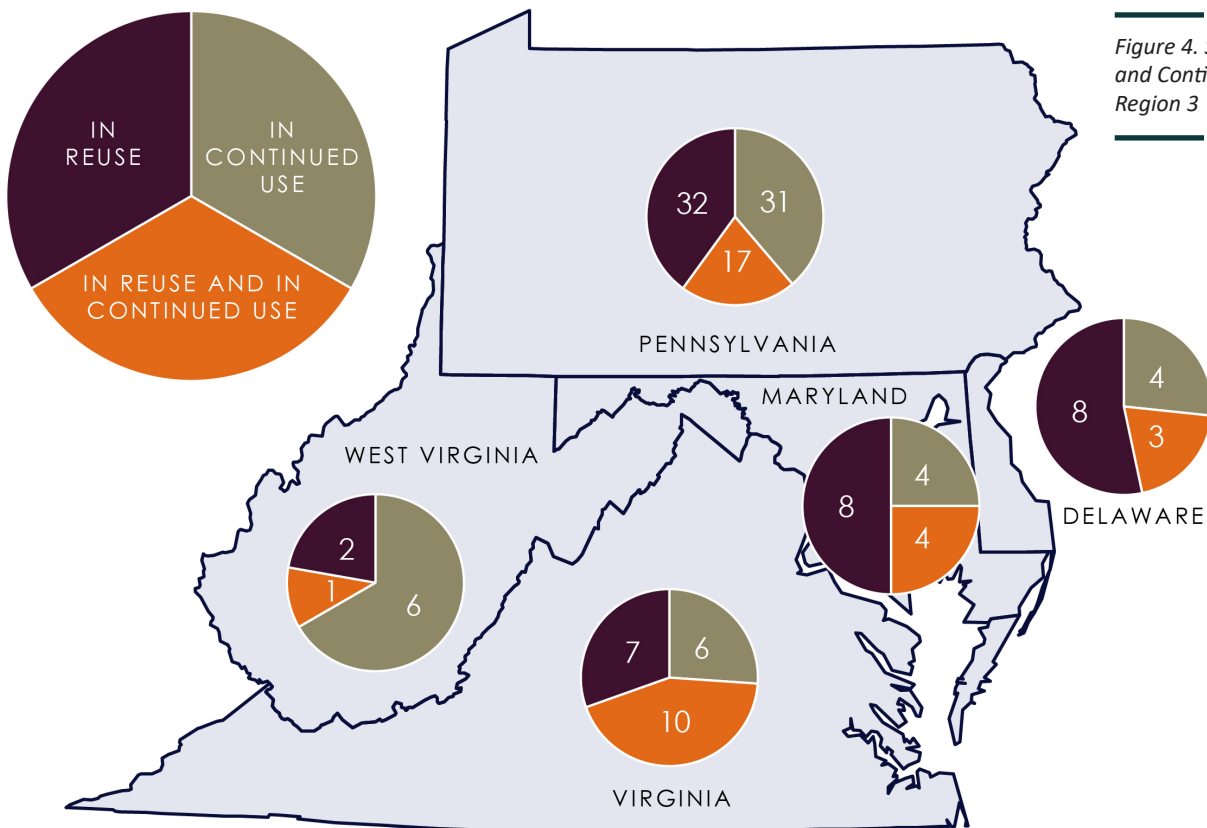 Figure 4.
and
Region 3
IN
REUSE
IN
CONTINUED
USE
IN REUSE AND IN
CONTINUED USE
32
31
17
PENNSYLVANIA
MARYLAND
8
4
4
8
4
3
DELAWARE
WEST VIRGINIA
2
1
6
7
6
10
VIRGINIA